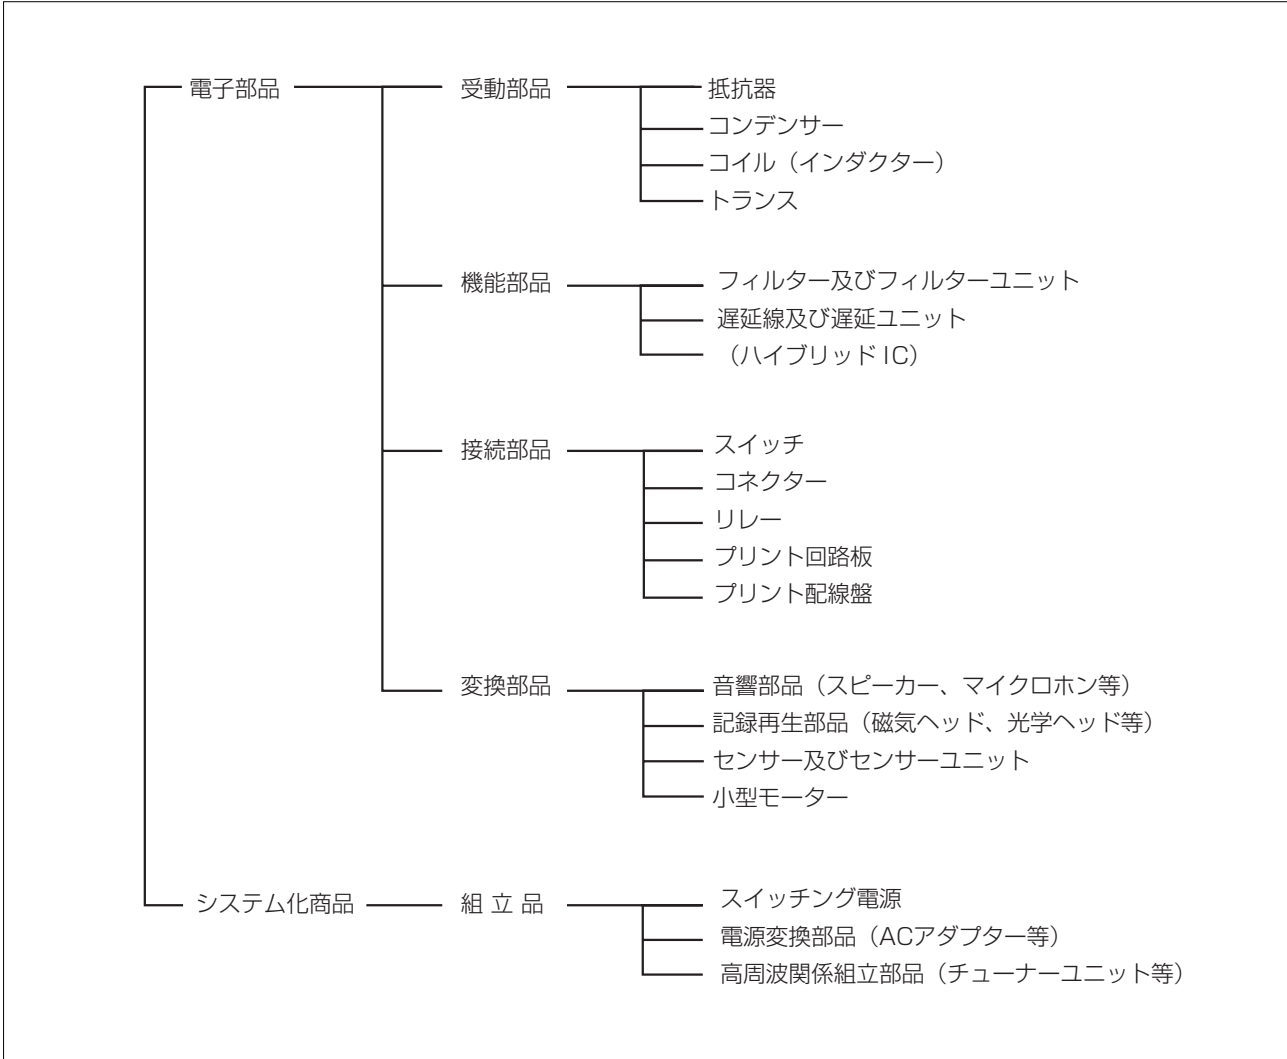 電子部品
受動部品
抵抗器
コンデンサー
コイル（インダクター）
トランス
機能部品
フィルター及びフィルターユニット
遅延線及び遅延ユニット
（ハイブリッドIC）
接続部品
スイッチ
コネクター
リレー
プリント回路板
プリント配線盤
変換部品
音響部品（スピーカー、マイクロホン等）
記録再生部品（磁気ヘッド、光学ヘッド等）
センサー及びセンサーユニット
小型モーター
システム化商品
組 立 品
スイッチング電源
電源変換部品（ACアダプター等）
高周波関係組立部品（チューナーユニット等）